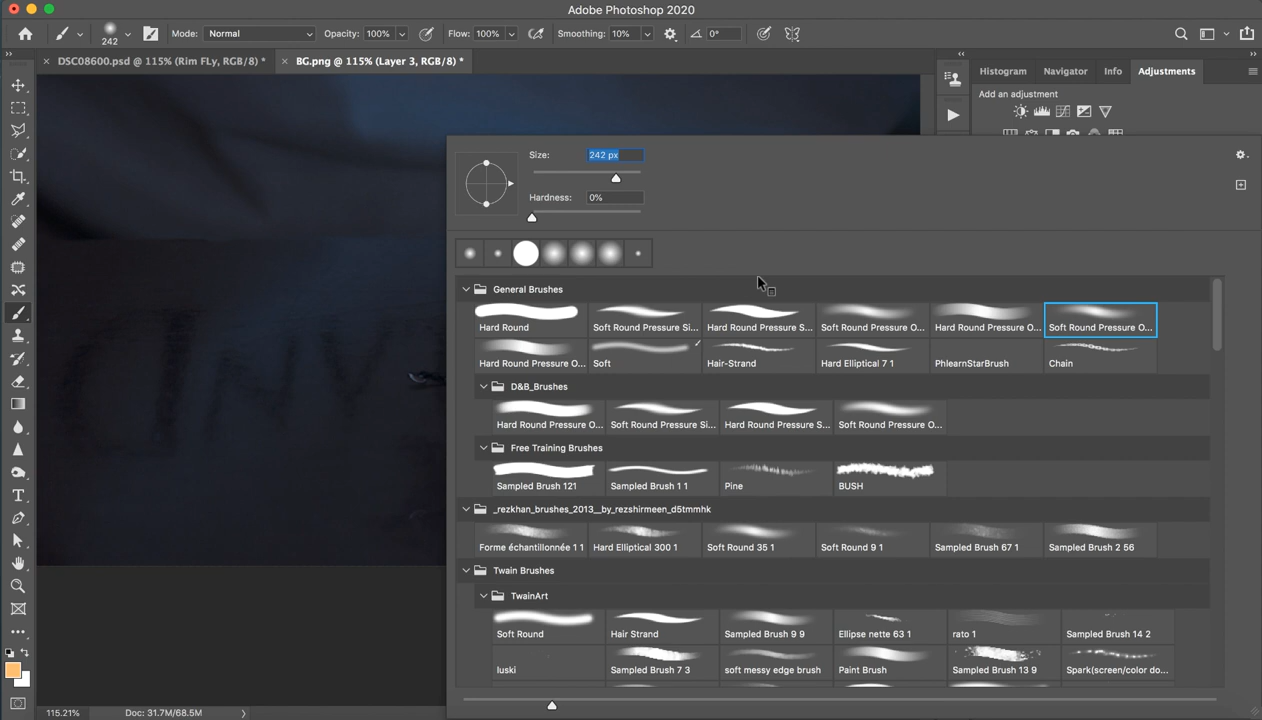 Adobe Photoshop 2020
242 Mode: Normal Opacity: 100% Flow: 100% Smoothing: 10% 0°
DSC08600.psd @ 115% (Rim FLy, RGB/8) * BG.png @ 115% (Layer 3, RGB/8) *
Histogram Navigator Info Adjustments
Add an adjustment
Size: 242 px
Hardness: 0%
General Brushes
Hard Round Soft Round Pressure Si... Hard Round Pressure S... Soft Round Pressure O... Hard Round Pressure O... Soft Round Pressure O...
Hard Round Pressure O... Soft Hair-Strand Hard Elliptical 7 1 PhlearnStarBrush Chain
D&B_Brushes
Hard Round Pressure O... Soft Round Pressure Si... Hard Round Pressure S... Soft Round Pressure O...
Free Training Brushes
Sampled Brush 121 Sampled Brush 1 1 Pine BUSH
_rezkhan_brushes_2013__by_rezshirmeen_d5tmmhk
Forme échantillonnée 1 1 Hard Elliptical 300 1 Soft Round 35 1 Soft Round 9 1 Sampled Brush 67 1 Sampled Brush 2 56
Twain Brushes
TwainArt
Soft Round Hair Strand Sampled Brush 9 9 Ellipse nette 63 1 rato 1 Sampled Brush 14 2
luski Sampled Brush 7 3 soft messy edge brush Paint Brush Sampled Brush 13 9 Spark(screen/color do...
115.21% Doc: 31.7M/68.5M